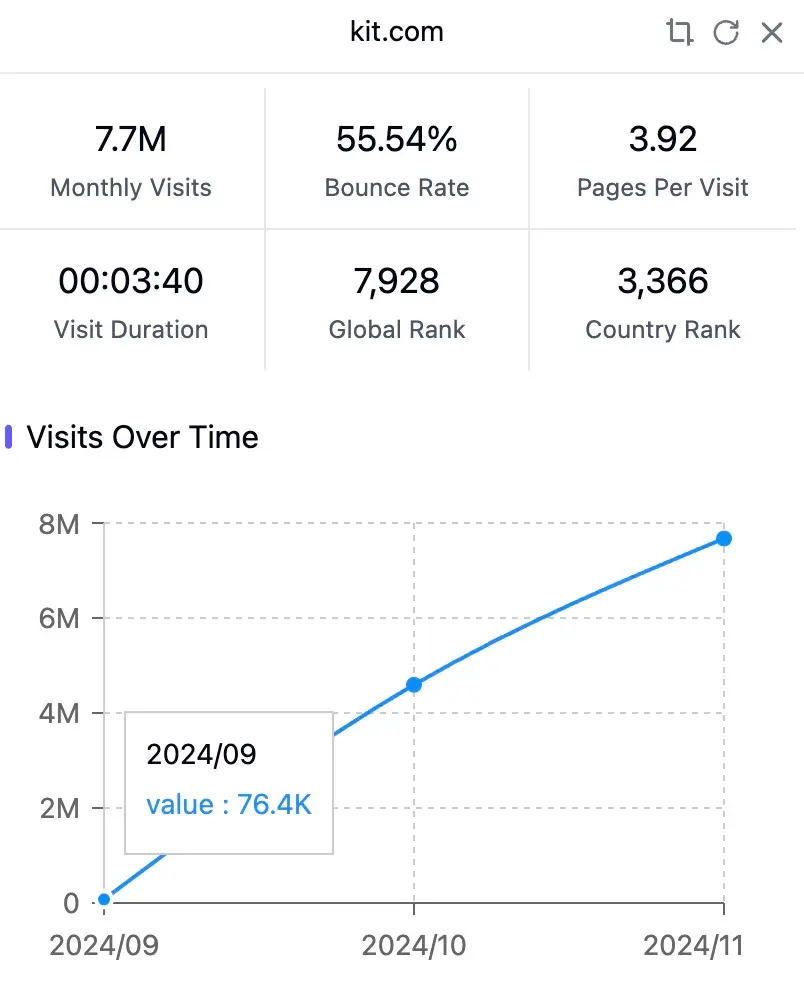 kit.com
7.7M 55.54% 3.92
Monthly Visits Bounce Rate Pages Per Visit
00:03:40 7,928 3,366
Visit Duration Global Rank Country Rank
Visits Over Time
8M
6M
4M
2024/09
value : 76.4K
2M
0
2024/09 2024/10 2024/11